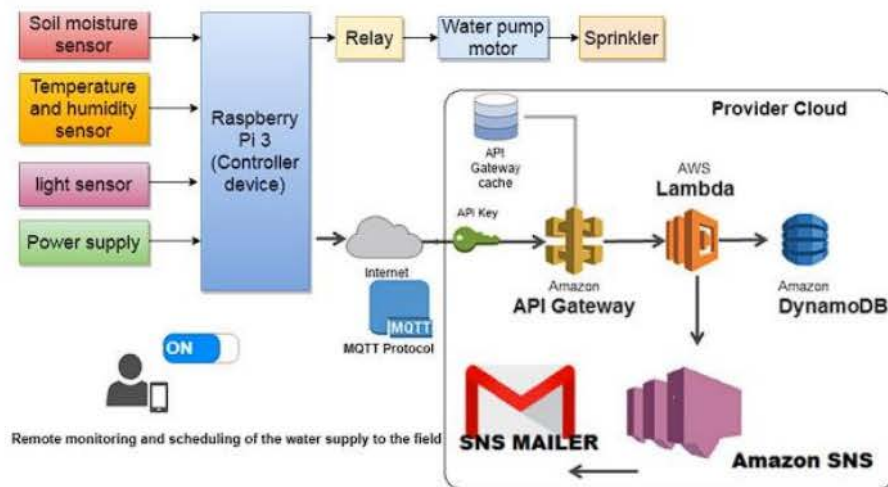 Soil moisture
sensor
Temperature
and humidity
sensor
light sensor
Power supply
Raspberry
Pi 3
(Controller
device)
Relay
Water pump
motor
Sprinkler
Provider Cloud
API
Gateway
cache
API Key
AWS
Lambda
Internet
MQTT
MQTT Protocol
Amazon
API Gateway
Amazon
DynamoDB
ON
Remote monitoring and scheduling of the water supply to the field
SNS MAILER
Amazon SNS